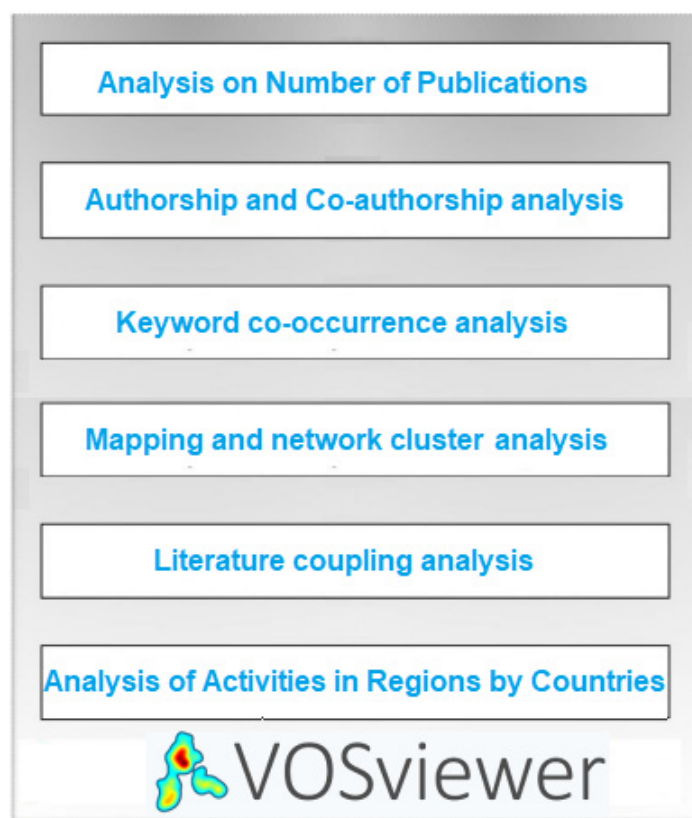 Analysis on Number of Publications
Authorship and Co-authorship analysis
Keyword co-occurrence analysis
Mapping and network cluster analysis
Literature coupling analysis
Analysis of Activities in Regions by Countries
VOSviewer